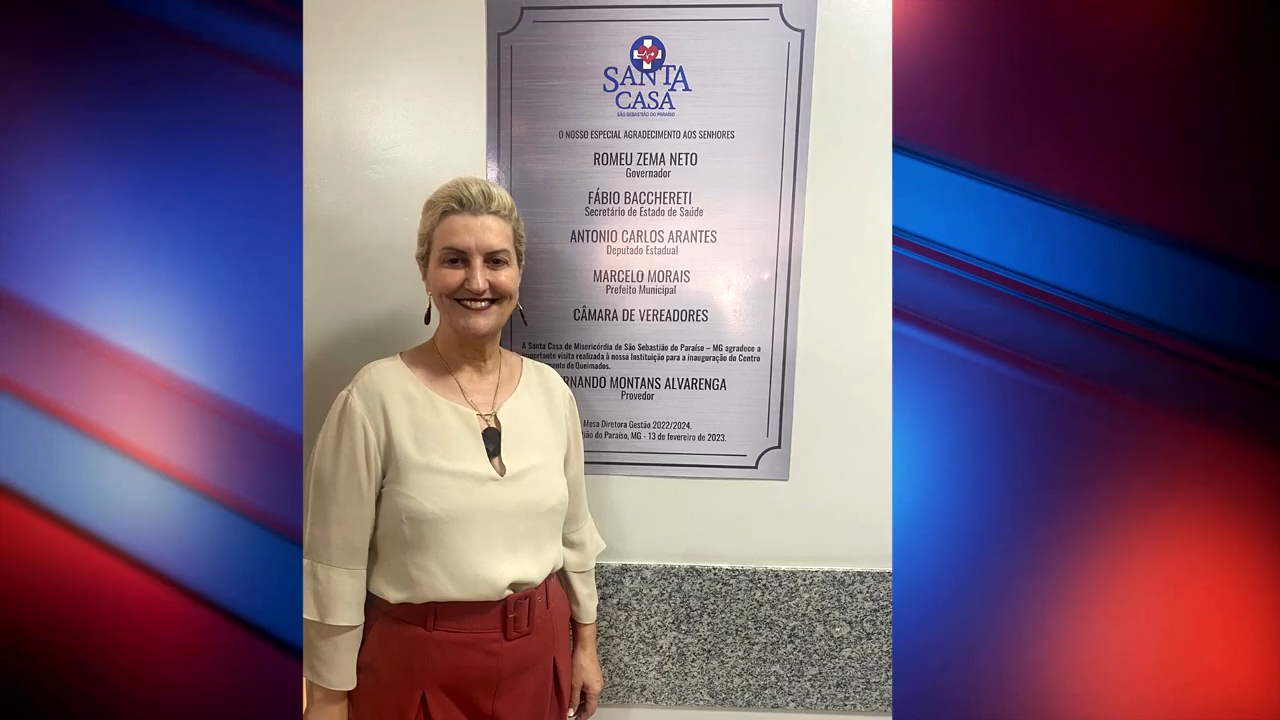 SANTA
CASA
SÃO SEBASTIÃO DO PARAÍSO
O NOSSO ESPECIAL AGRADECIMENTO AOS SENHORES
ROMEU ZEMA NETO
Governador
FÁBIO BACCHERETI
Secretário de Estado de Saúde
ANTONIO CARLOS ARANTES
Deputado Estadual
MARCELO MORAIS
Prefeito Municipal
CÂMARA DE VEREADORES
A Santa Casa de Misericórdia de São Sebastião do Paraíso – MG agradece a
importante visita realizada à nossa Instituição para a inauguração do Centro
de Queimados.
MONTANS ALVARENGA
Provedor
Mesa Diretora Gestão 2022/2024.
do Paraíso, MG - 13 de fevereiro de 2023.